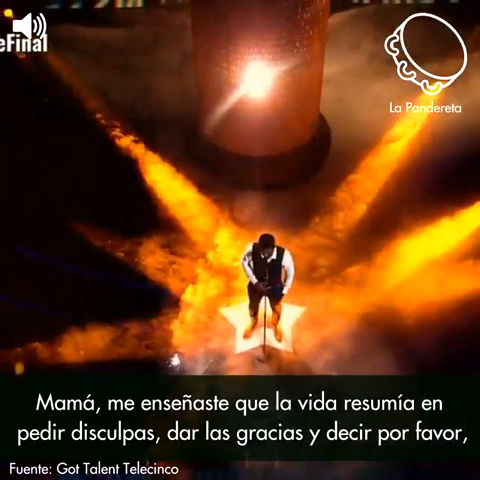 eFinal
La Pandereta
Mamá, me enseñaste que la vida resumía en
pedir disculpas, dar las gracias y decir por favor,
Fuente: Got Talent Telecinco